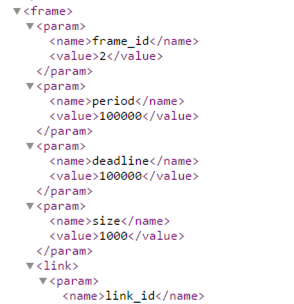 <frame>
<param>
<name>frame_id</name>
<value>2</value>
</param>
<param>
<name>period</name>
<value>100000</value>
</param>
<param>
<name>deadline</name>
<value>100000</value>
</param>
<param>
<name>size</name>
<value>1000</value>
</param>
<link>
<param>
<name>link_id</name>